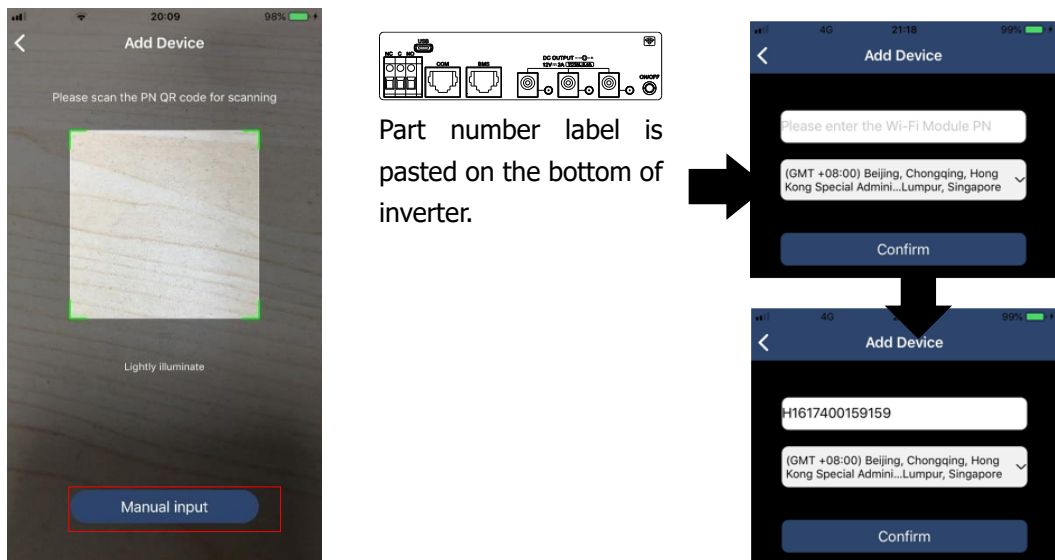 20:09
98%
Add Device
Please scan the PN QR code for scanning
Lightly illuminate
Manual input
USB
NC C NO
COM
BMS
DC OUTPUT
ON/OFF
Part number label is
pasted on the bottom of
inverter.
4G
21:18
99%
Add Device
Please enter the Wi-Fi Module PN
(GMT +08:00) Beijing, Chongqing, Hong
Kong Special Admini...Lumpur, Singapore
Confirm
4G
99%
Add Device
H1617400159159
(GMT +08:00) Beijing, Chongqing, Hong
Kong Special Admini...Lumpur, Singapore
Confirm